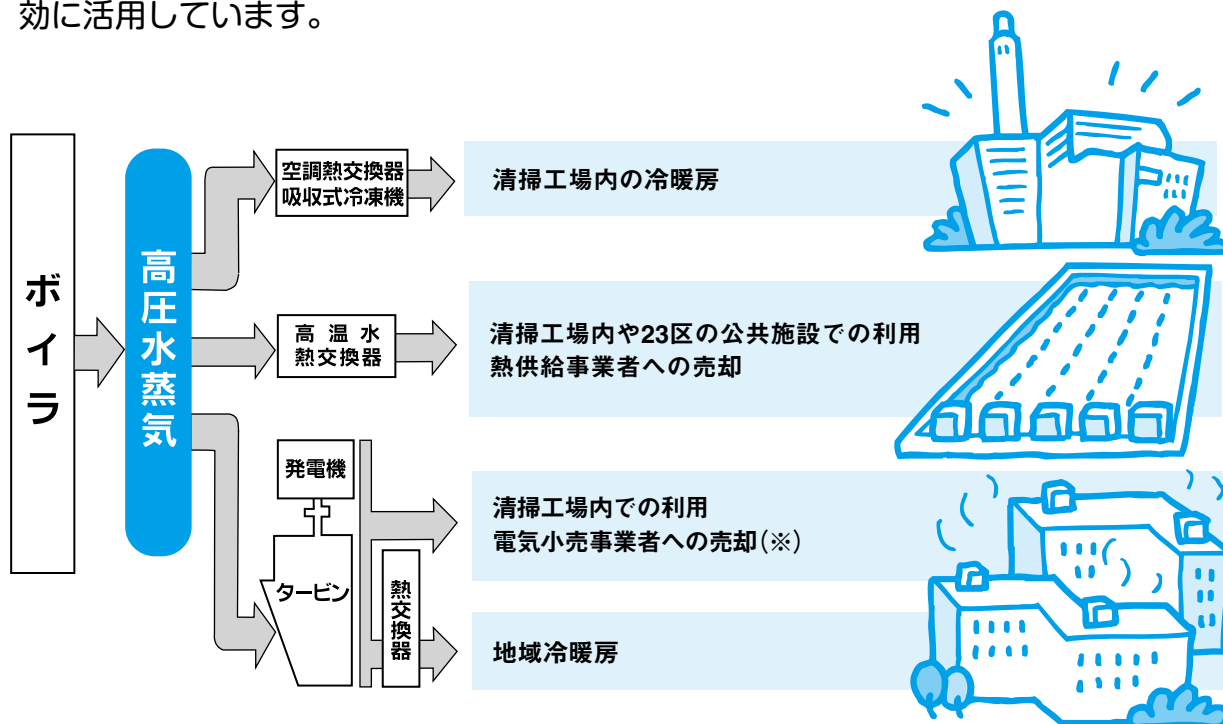 効に活用しています。
ボイラ
高圧水蒸気
空調熱交換器
吸収式冷凍機
清掃工場内の冷暖房
高温水
熱交換器
清掃工場内や23区の公共施設での利用
熱供給事業者への売却
発電機
タービン
熱交換器
清掃工場内での利用
電気小売事業者への売却(※)
地域冷暖房